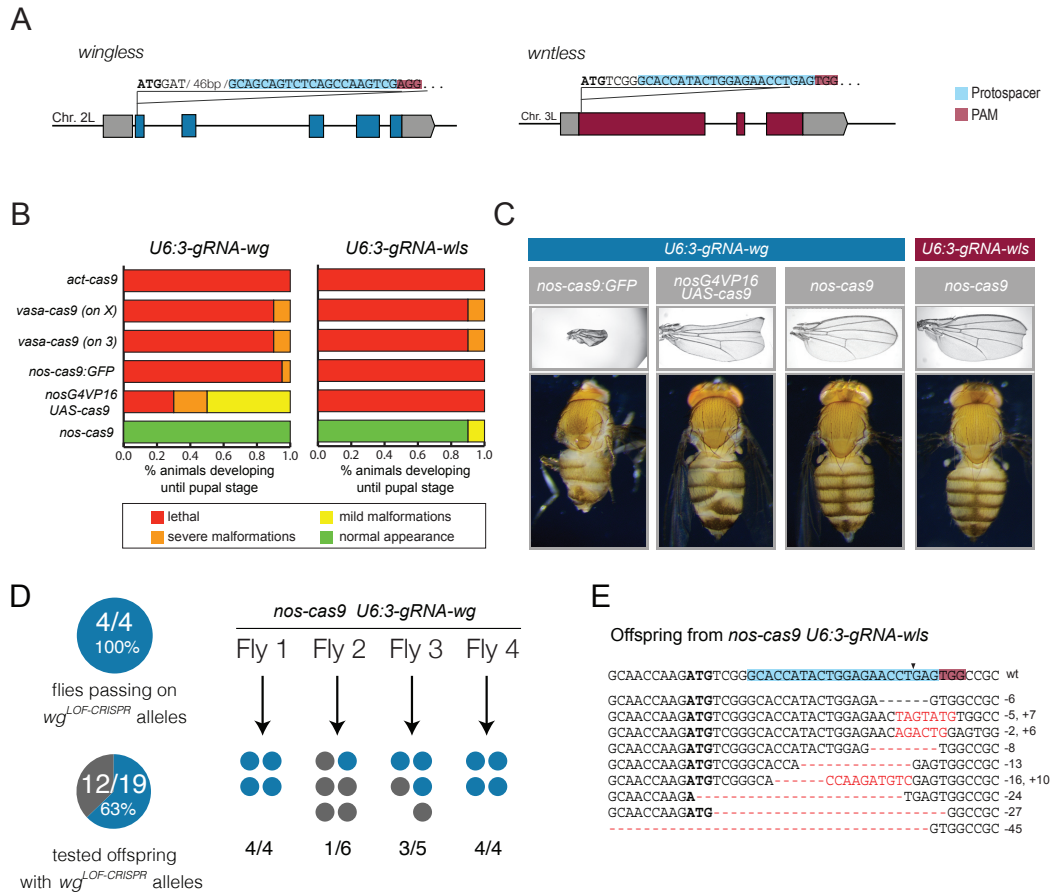 A
wingless
ATGGAT/ 46bp /GCAGCAGTCTCAGCCAAGTCGAGG...
Chr. 2L
wntless
ATGTCGGGCACCATACTGGAGAACCTGAGTGG...
Chr. 3L
Protospacer
PAM
B
U6:3-gRNA-wg
U6:3-gRNA-wls
act-cas9
vasa-cas9 (on X)
vasa-cas9 (on 3)
nos-cas9:GFP
nosG4VP16
UAS-cas9
nos-cas9
0.0 0.2 0.4 0.6 0.8 1.0
0.0 0.2 0.4 0.6 0.8 1.0
% animals developing
until pupal stage
% animals developing
until pupal stage
lethal
severe malformations
mild malformations
normal appearance
C
U6:3-gRNA-wg
U6:3-gRNA-wls
nos-cas9:GFP
nosG4VP16
UAS-cas9
nos-cas9
nos-cas9
D
4/4
100%
flies passing on
wgLOF-CRISPR alleles
12/19
63%
tested offspring
with wgLOF-CRISPR alleles
nos-cas9 U6:3-gRNA-wg
Fly 1 Fly 2 Fly 3 Fly 4
4/4 1/6 3/5 4/4
E
Offspring from nos-cas9 U6:3-gRNA-wls
GCAACCAAGATGTCGGGCACCATACTGGAGAACCTGAGTGGCCGC wt
GCAACCAAGATGTCGGGCACCATACTGGAGA------GTGGCCGC -6
GCAACCAAGATGTCGGGCACCATACTGGAGAACTAGTATGTGGCC -5, +7
GCAACCAAGATGTCGGGCACCATACTGGAGAACAGACTGGAGTGG -2, +6
GCAACCAAGATGTCGGGCACCATACTGGAG--------TGGCCGC -8
GCAACCAAGATGTCGGGCACCA-------------GAGTGGCCGC -13
GCAACCAAGATGTCGGGCA------CCAAGATGTCGAGTGGCCGC -16, +10
GCAACCAAGA------------------------TGAGTGGCCGC -24
GCAACCAAGATG---------------------------GGCCGC -27
---------------------------------------------GTGGCCGC -45